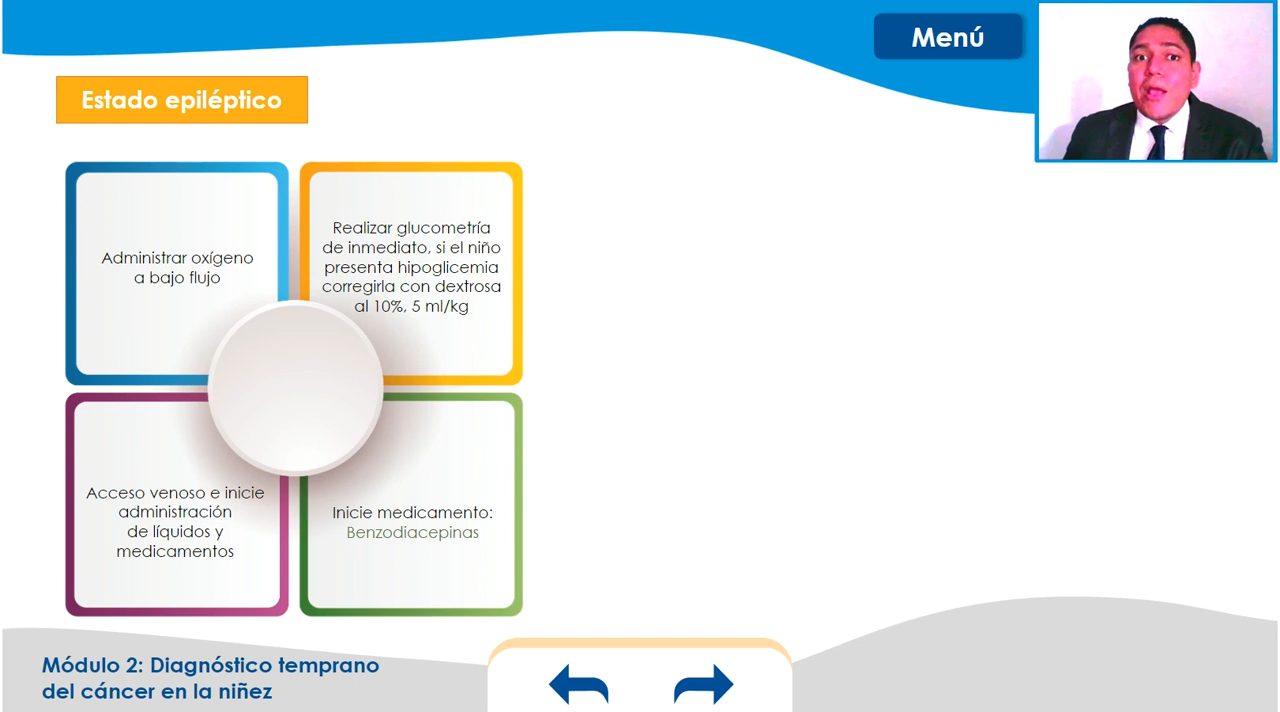 Menú
Estado epiléptico
Administrar oxígeno
a bajo flujo
Realizar glucometría
de inmediato, si el niño
presenta hipoglicemia
corregirla con dextrosa
al 10%, 5 ml/kg
Acceso venoso e inicie
administración
de líquidos y
medicamentos
Inicie medicamento:
Benzodiacepinas
Módulo 2: Diagnóstico temprano
del cáncer en la niñez